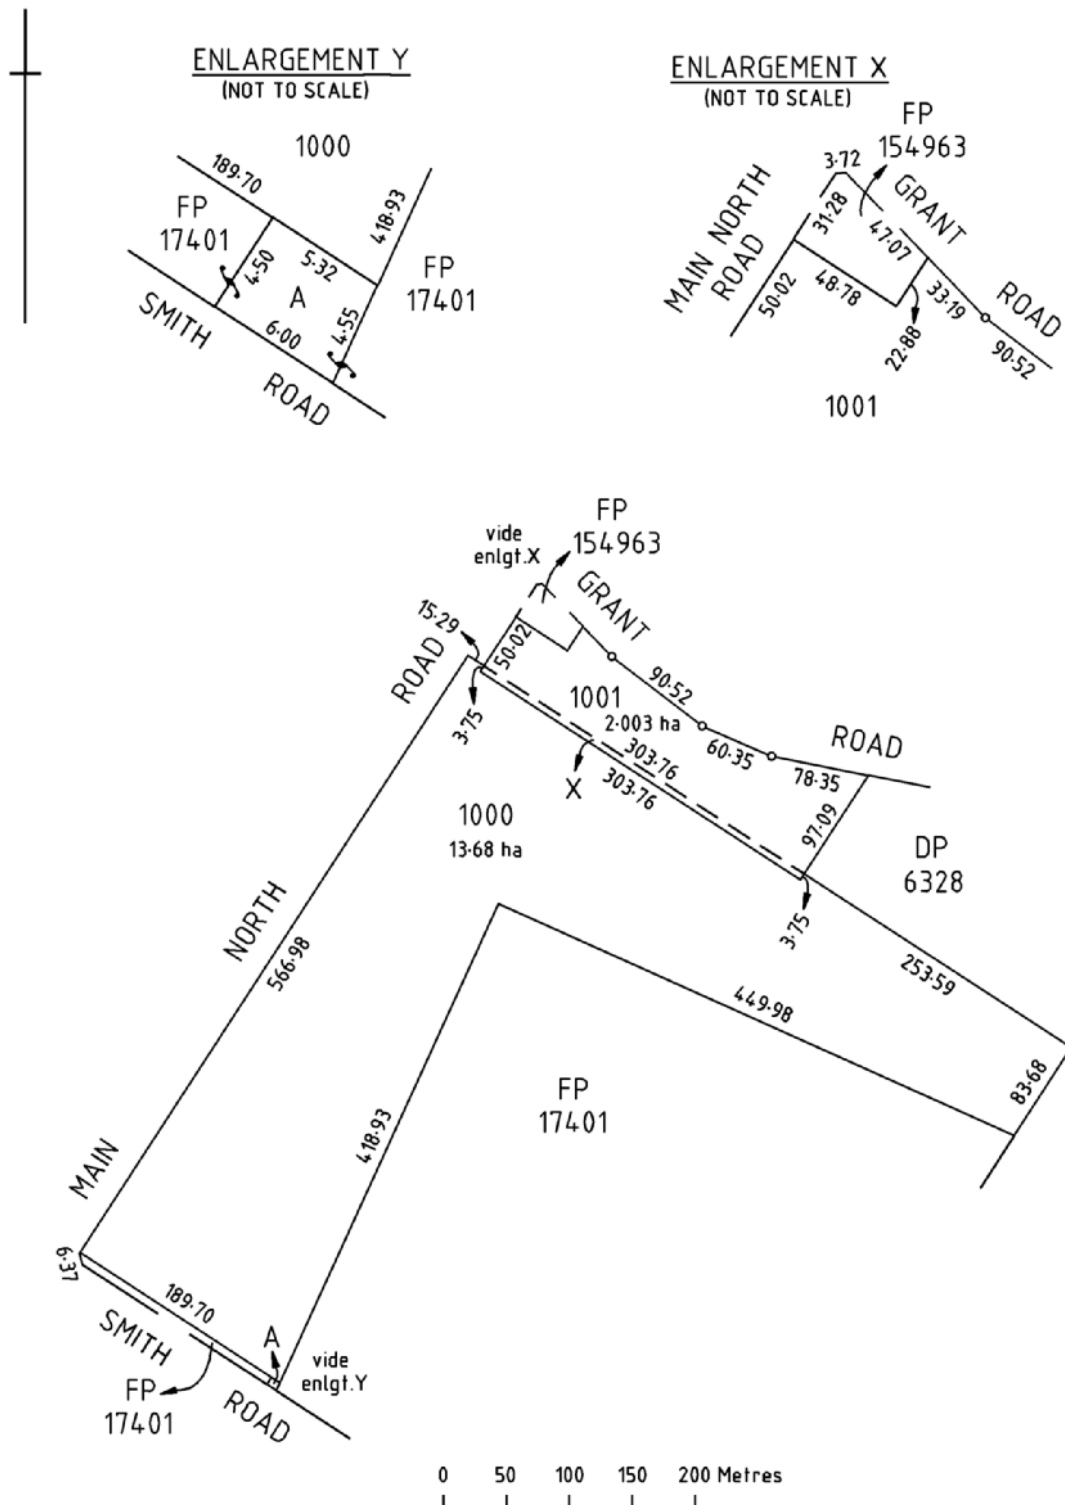 ENLARGEMENT Y
(NOT TO SCALE)
1000
189·70
418·93
FP
17401
4·50
5·32
A
FP
17401
4·55
6·00
SMITH
ROAD
ENLARGEMENT X
(NOT TO SCALE)
FP
154963
3·72
GRANT
ROAD
MAIN NORTH
ROAD
31·28
47·07
50·02
48·78
33·19
22·88
90·52
1001
FP
154963
vide
enlgt.X
GRANT
15·29
ROAD
50·02
3·75
90·52
1001
2·003 ha
303·76
303·76
X
60·35
ROAD
78·35
97·09
1000
13·68 ha
DP
6328
3·75
NORTH
566·98
253·59
449·98
83·68
FP
17401
418·93
MAIN
6·37
189·70
SMITH
A
vide
enlgt.Y
FP
17401
ROAD
0 50 100 150 200 Metres